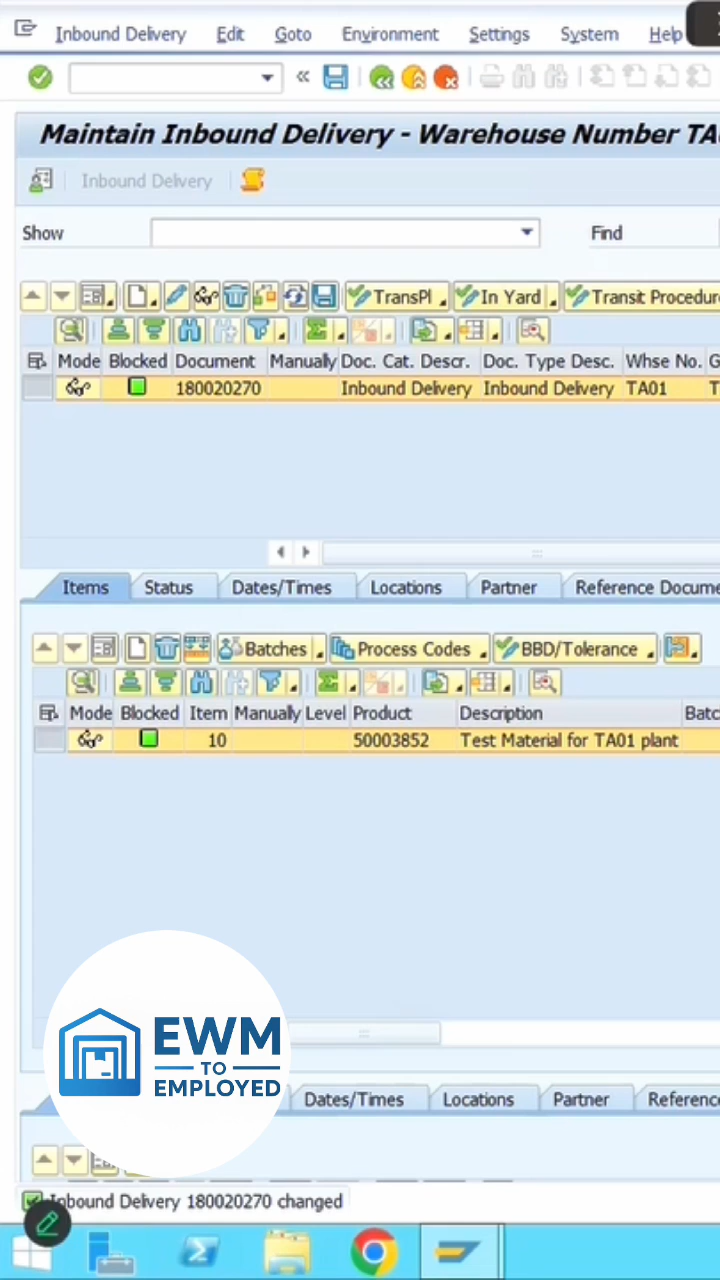 Inbound Delivery Edit Goto Environment Settings System Help
Maintain Inbound Delivery - Warehouse Number TA0
Inbound Delivery
Show Find
TransPl In Yard Transit Procedure
Mode Blocked Document Manually Doc. Cat. Descr. Doc. Type Desc. Whse No. G
180020270 Inbound Delivery Inbound Delivery TA01 T
Items Status Dates/Times Locations Partner Reference Docume
Batches Process Codes BBD/Tolerance
Mode Blocked Item Manually Level Product Description Batc
10 50003852 Test Material for TA01 plant
EWM
TO
EMPLOYED
Dates/Times Locations Partner Reference
Inbound Delivery 180020270 changed